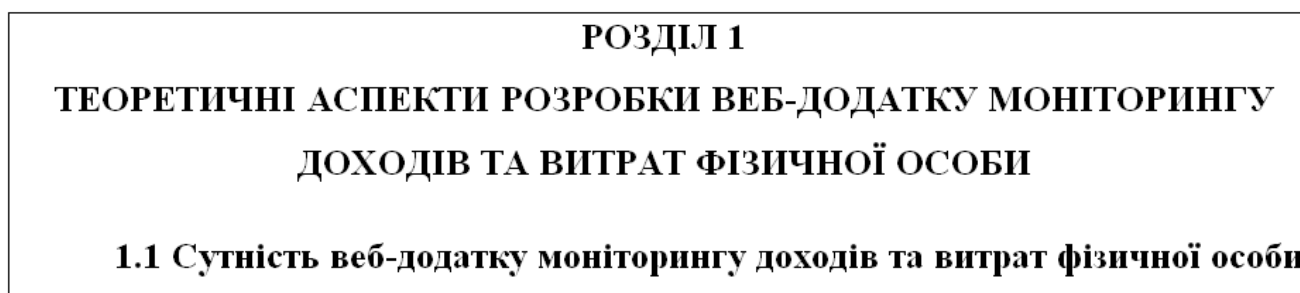 РОЗДІЛ 1
ТЕОРЕТИЧНІ АСПЕКТИ РОЗРОБКИ ВЕБ-ДОДАТКУ МОНІТОРИНГУ
ДОХОДІВ ТА ВИТРАТ ФІЗИЧНОЇ ОСОБИ
1.1 Сутність веб-додатку моніторингу доходів та витрат фізичної особи